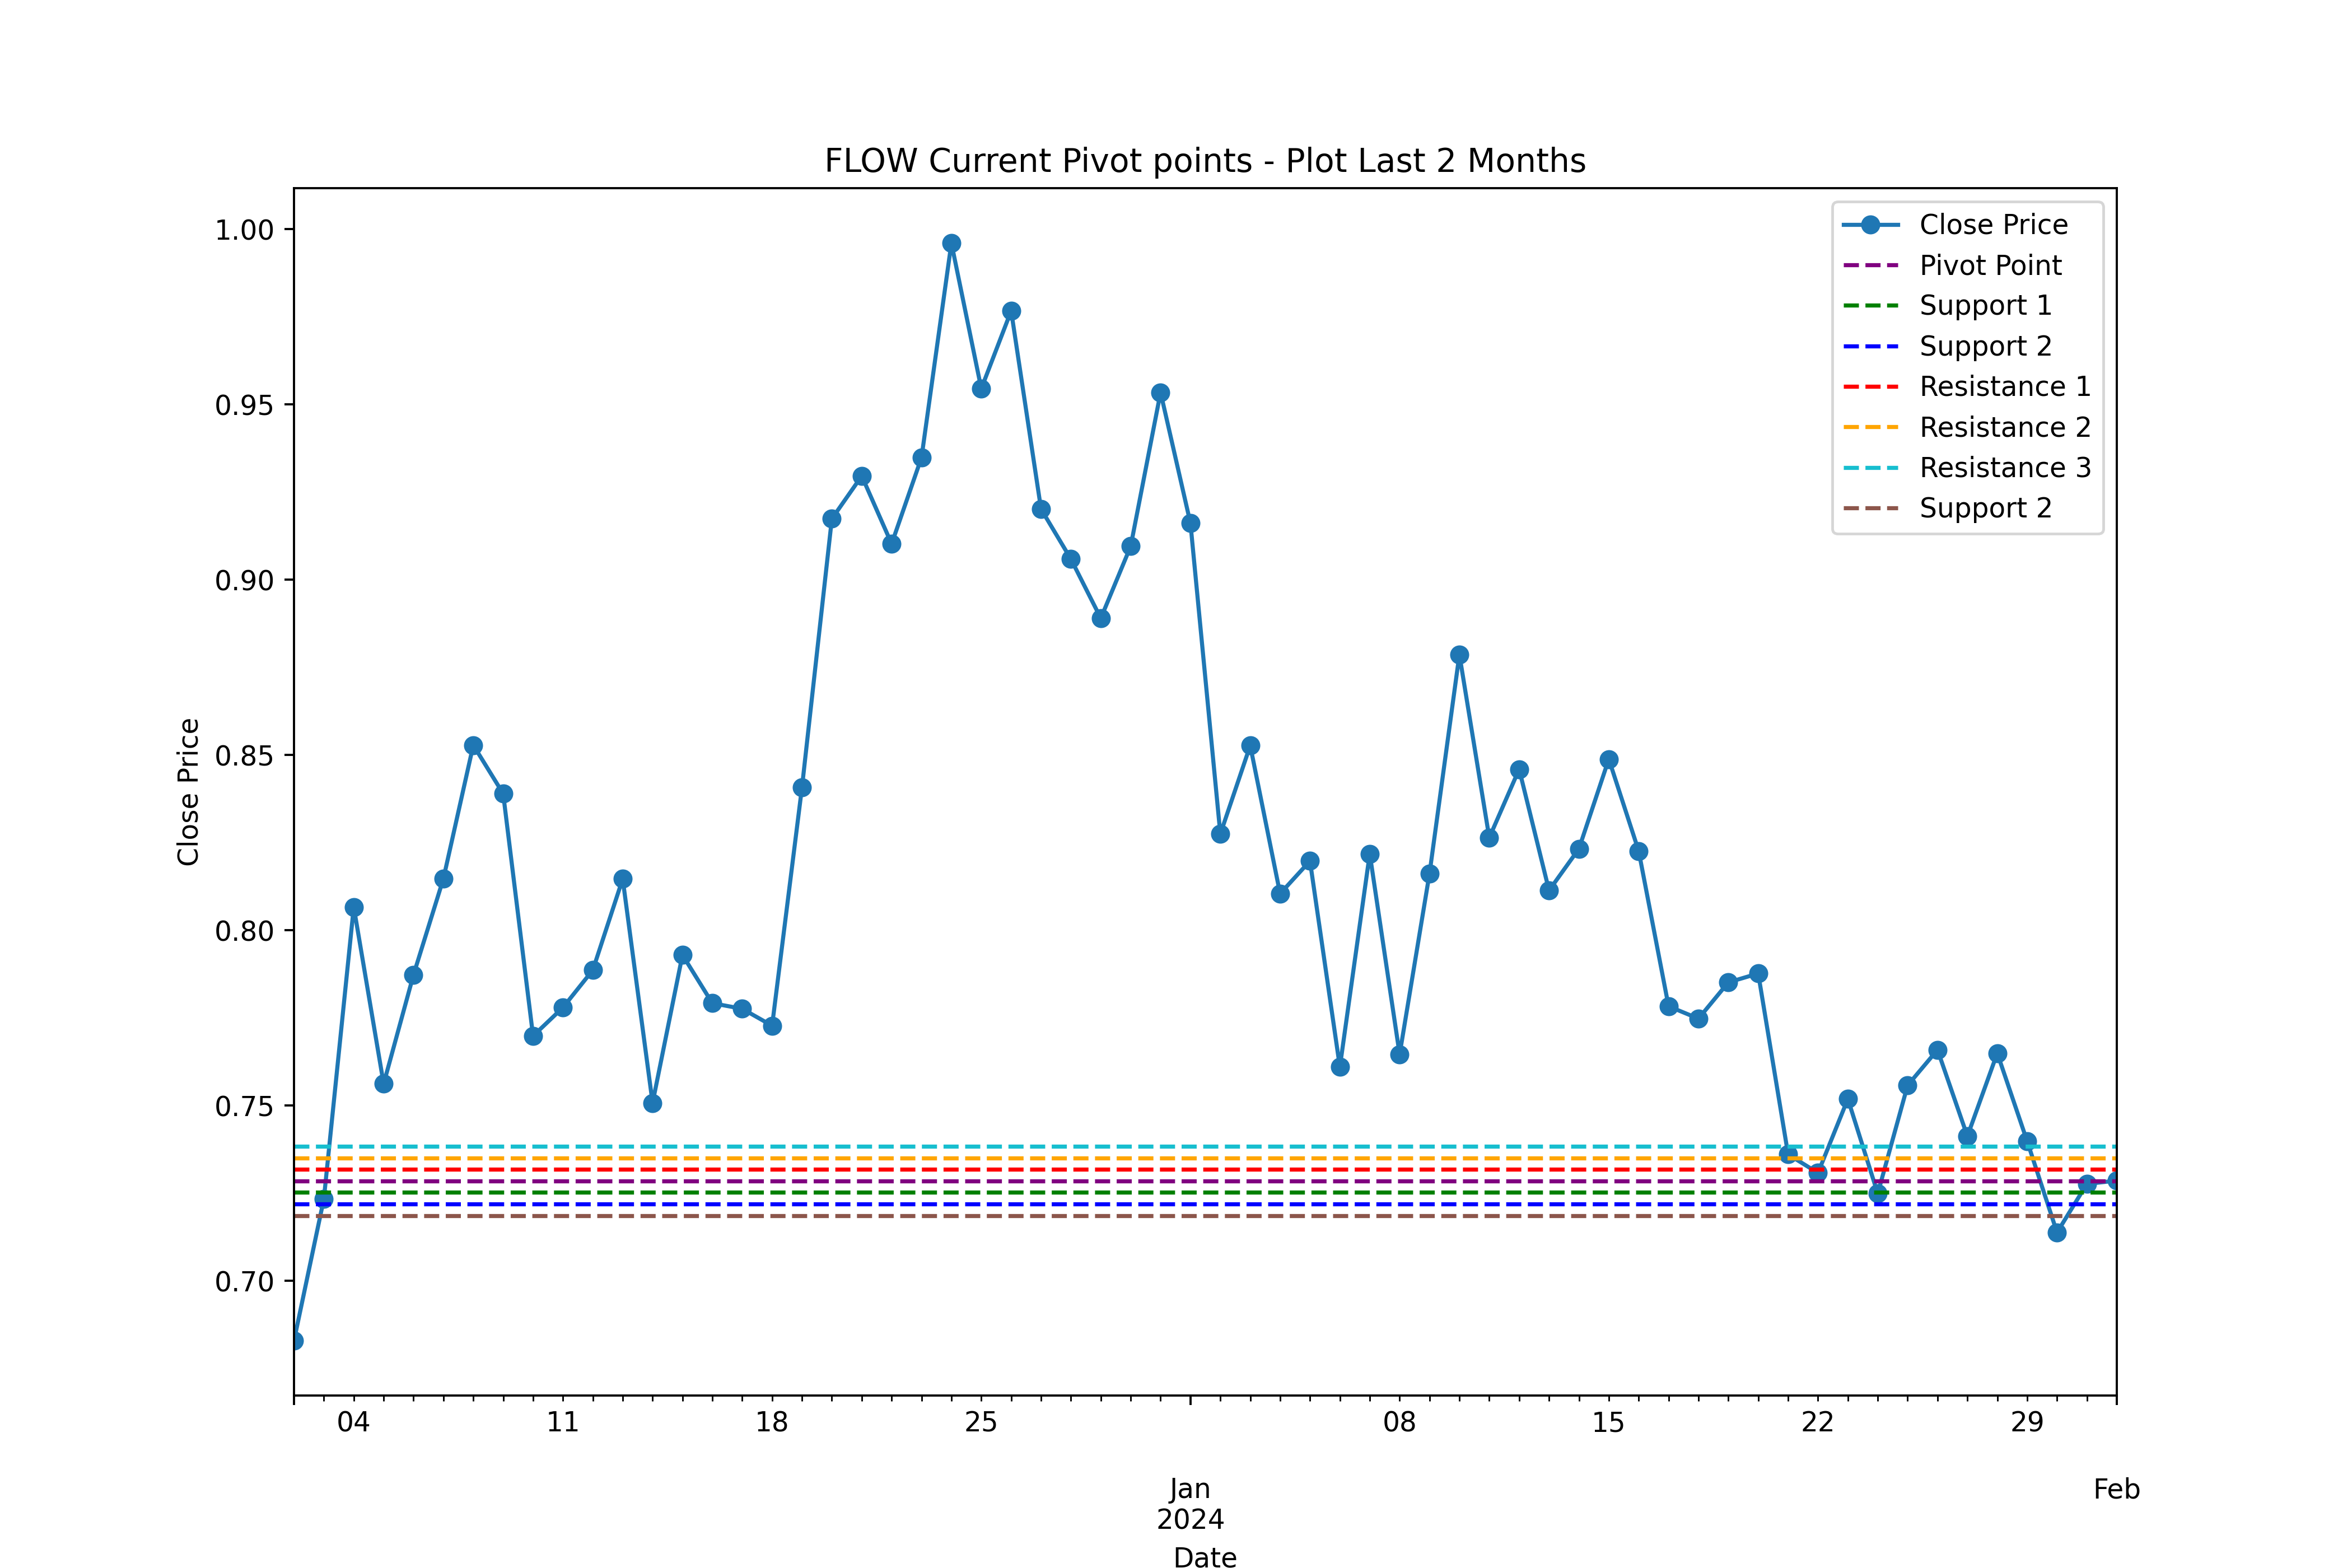 FLOW Current Pivot points - Plot Last 2 Months
Close Price
Pivot Point
Support 1
Support 2
Resistance 1
Resistance 2
Resistance 3
Support 2
1.00
0.95
0.90
0.85
0.80
0.75
0.70
Close Price
04 11 18 25 08 15 22 29
Jan Feb
2024
Date